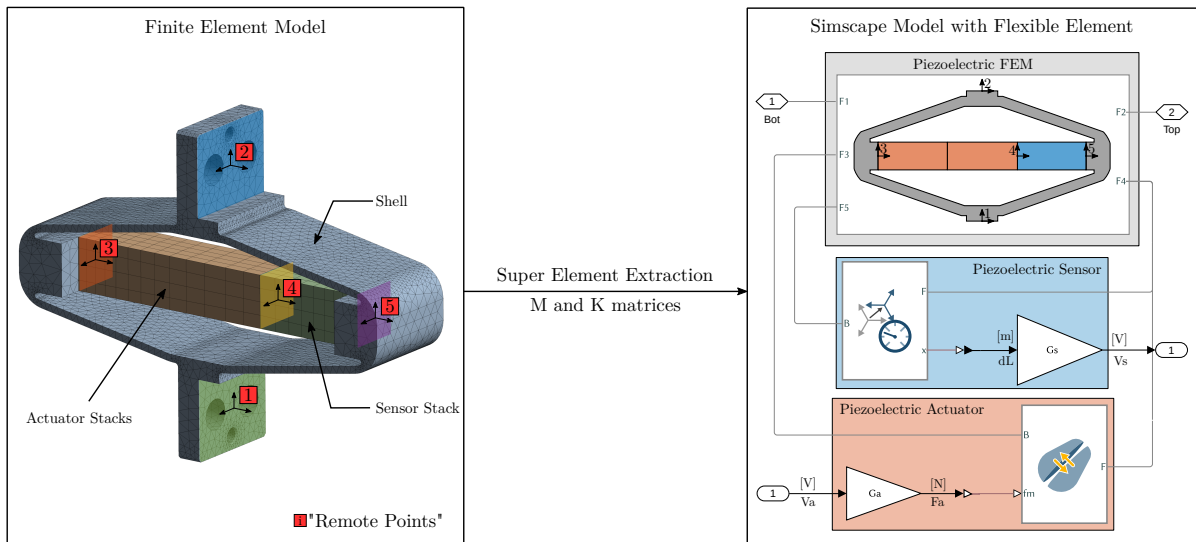 Finite Element Model
2
Shell
3
4
5
1
Actuator Stacks
Sensor Stack
i "Remote Points"
Super Element Extraction
M and K matrices
Simscape Model with Flexible Element
Piezoelectric FEM
1
Bot
F1
F3
F5
2
3
4
5
1
F2
F4
2
Top
Piezoelectric Sensor
B
F
x
[m]
dL
Gs
[V]
Vs
1
Piezoelectric Actuator
1
[V]
Va
Ga
[N]
Fa
B
fm
F